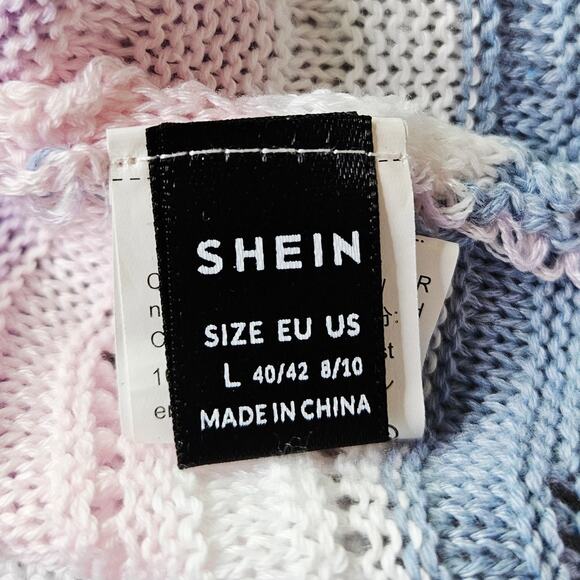 SHEIN
SIZE EU US
L 40/42 8/10
MADE IN CHINA